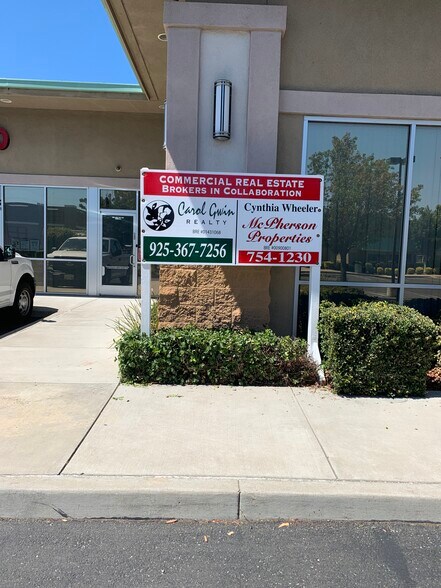 COMMERCIAL REAL ESTATE
BROKERS IN COLLABORATION
Carol Gwin
REALTY
925-367-7256
Cynthia Wheeler
McPherson
Properties
754-1230